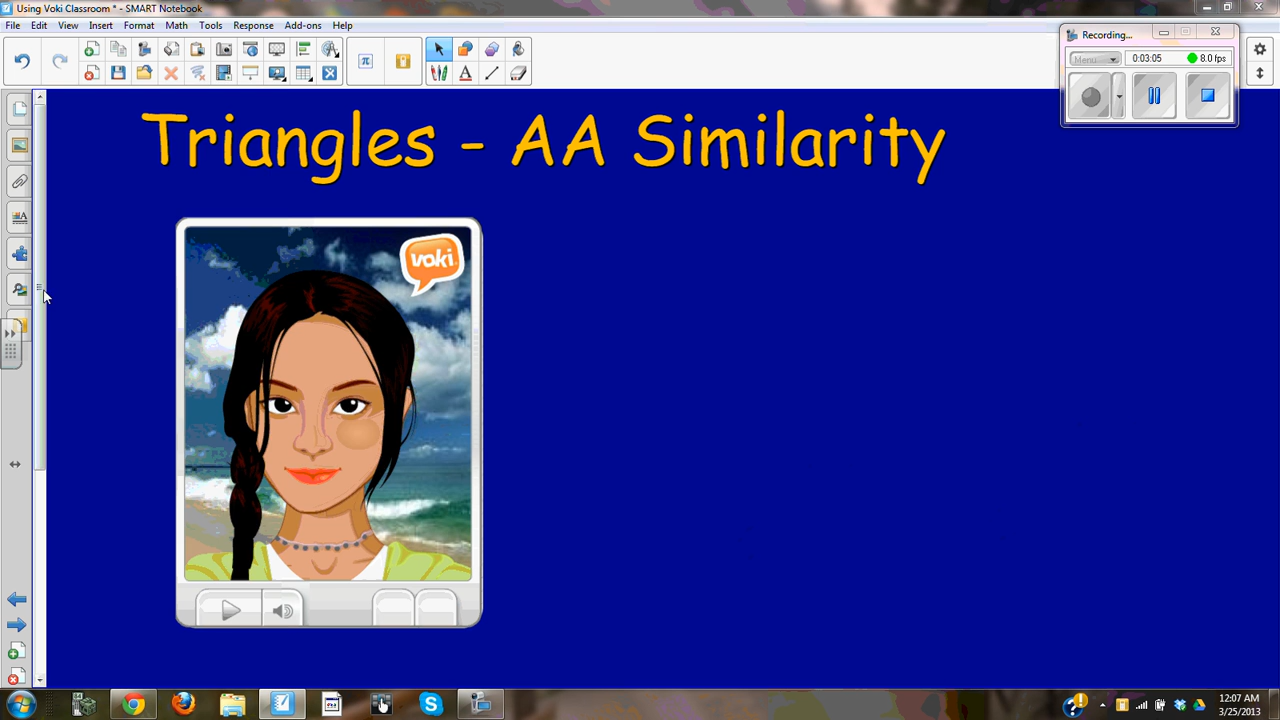 Using Voki Classroom * - SMART Notebook
File Edit View Insert Format Math Tools Response Add-ons Help
Recording...
Menu 0:03:05 8.0 fps
Triangles - AA Similarity
voki
12:07 AM
3/25/2013